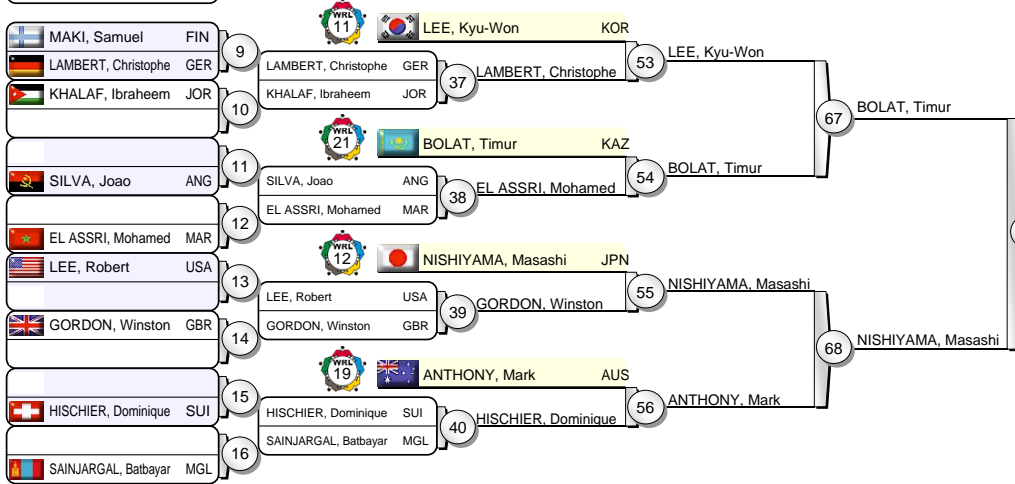 WRL
11
LEE, Kyu-Won KOR
MAKI, Samuel FIN
9
LAMBERT, Christophe GER
53
LEE, Kyu-Won
LAMBERT, Christophe GER
37
LAMBERT, Christophe
KHALAF, Ibraheem JOR
10
KHALAF, Ibraheem JOR
67
BOLAT, Timur
WRL
21
BOLAT, Timur KAZ
11
SILVA, Joao ANG
54
BOLAT, Timur
SILVA, Joao ANG
38
EL ASSRI, Mohamed
EL ASSRI, Mohamed MAR
12
EL ASSRI, Mohamed MAR
WRL
12
NISHIYAMA, Masashi JPN
LEE, Robert USA
13
55
NISHIYAMA, Masashi
LEE, Robert USA
39
GORDON, Winston
GORDON, Winston GBR
14
GORDON, Winston GBR
68
NISHIYAMA, Masashi
WRL
19
ANTHONY, Mark AUS
15
HISCHIER, Dominique SUI
56
ANTHONY, Mark
HISCHIER, Dominique SUI
40
HISCHIER, Dominique
SAINJARGAL, Batbayar MGL
16
SAINJARGAL, Batbayar MGL